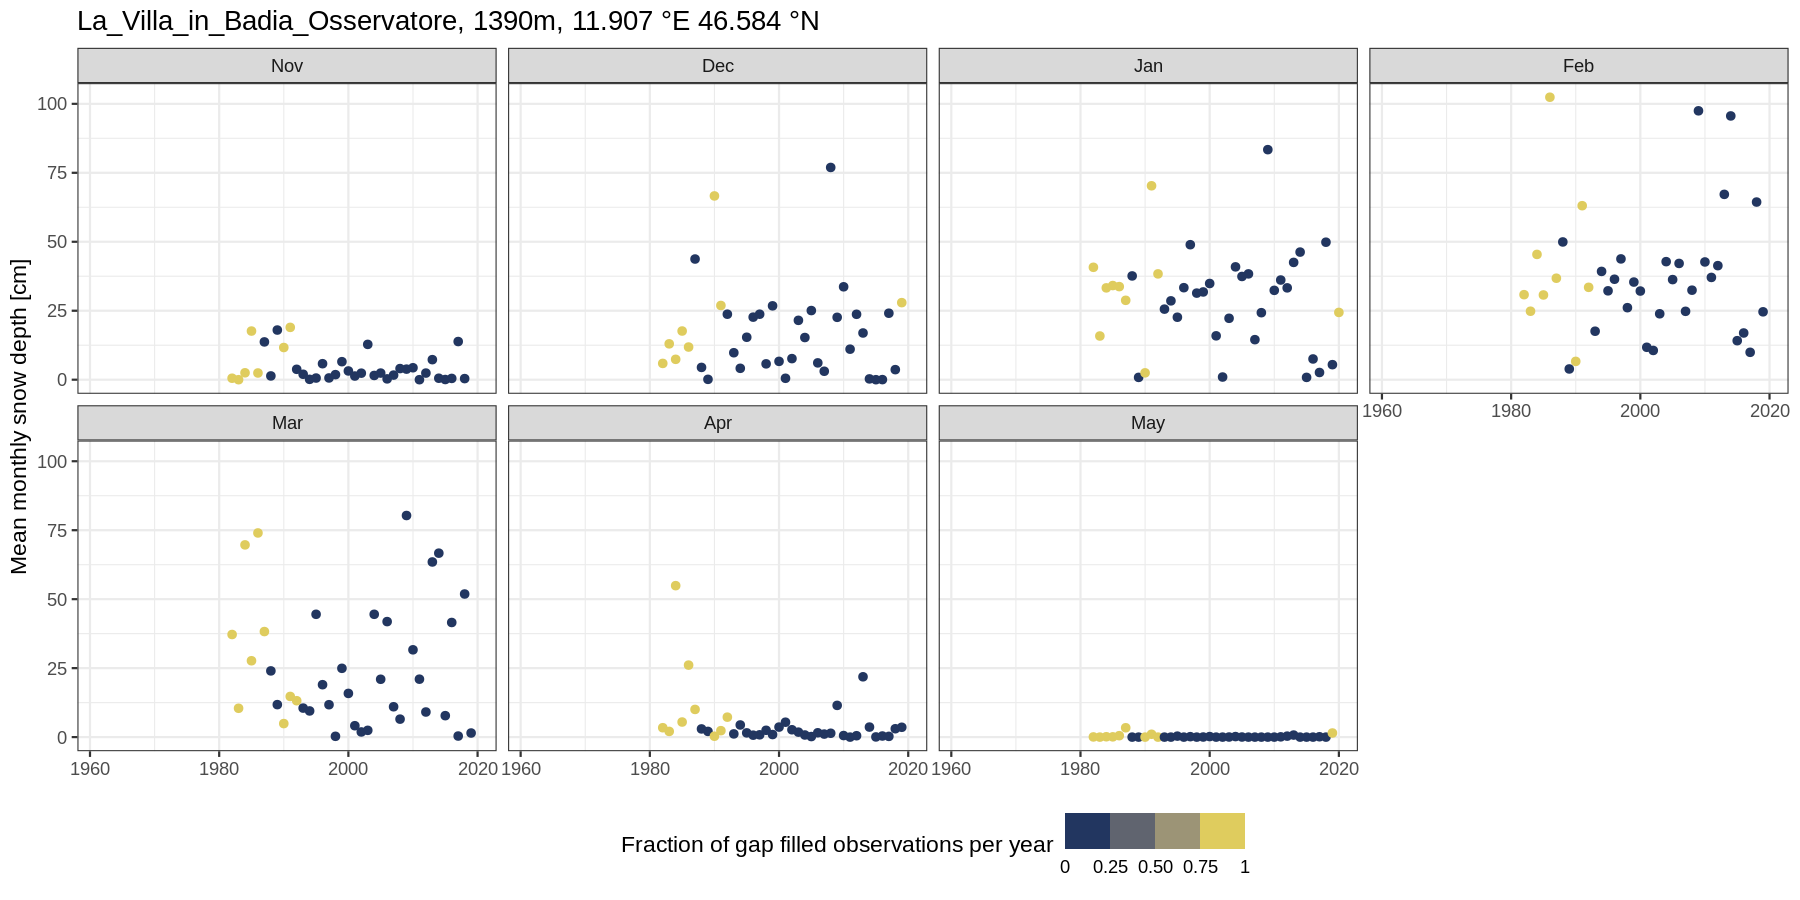 La_Villa_in_Badia_Osservatore, 1390m, 11.907 °E 46.584 °N
Nov Dec Jan Feb
Mean monthly snow depth [cm]
100
75
50
25
0
1960 1980 2000 2020
Mar Apr May
100
75
50
25
0
1960 1980 2000 2020 1960 1980 2000 2020 1960 1980 2000 2020
Fraction of gap filled observations per year
0 0.25 0.50 0.75 1